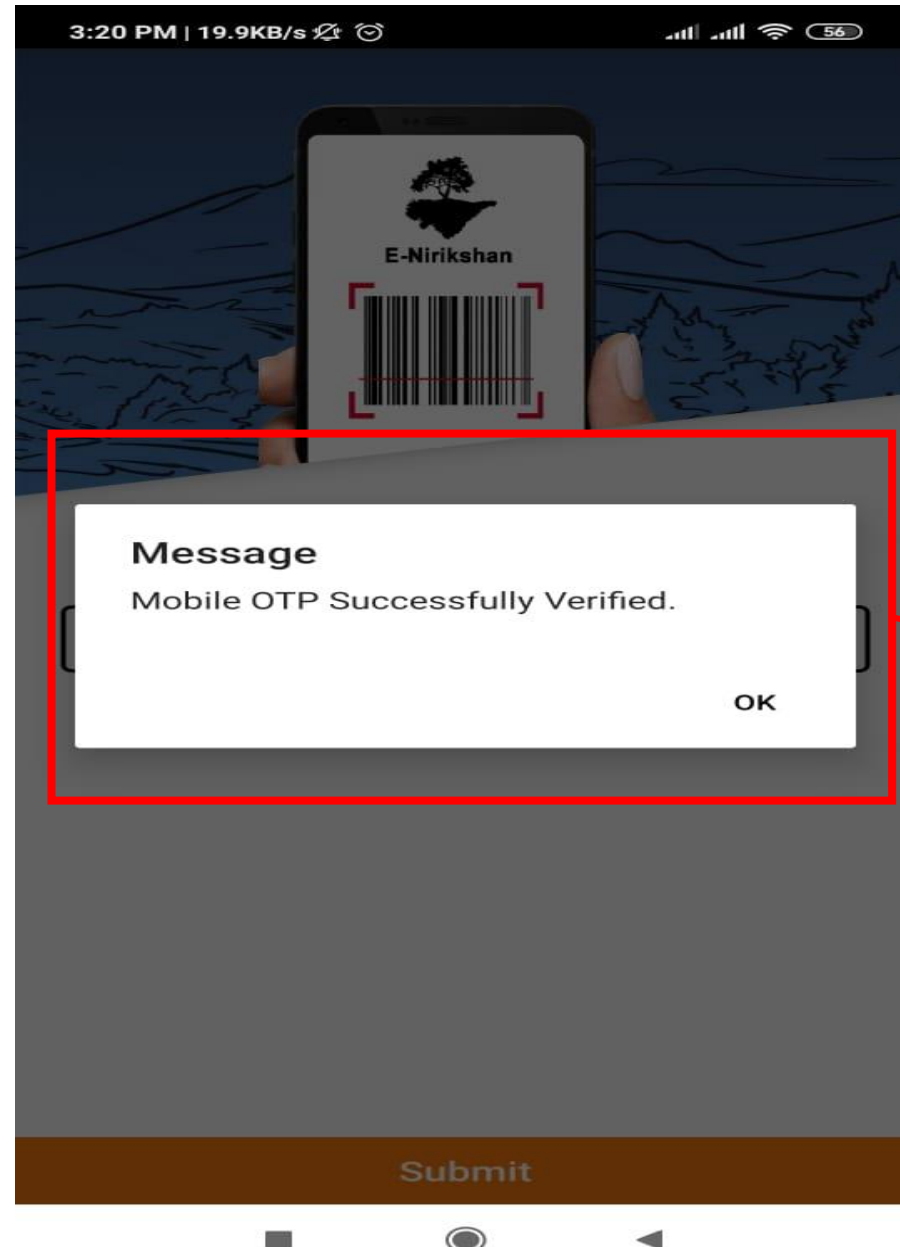 3:20 PM | 19.9KB/s 56
E-Nirikshan
Message
Mobile OTP Successfully Verified.
OK
Submit